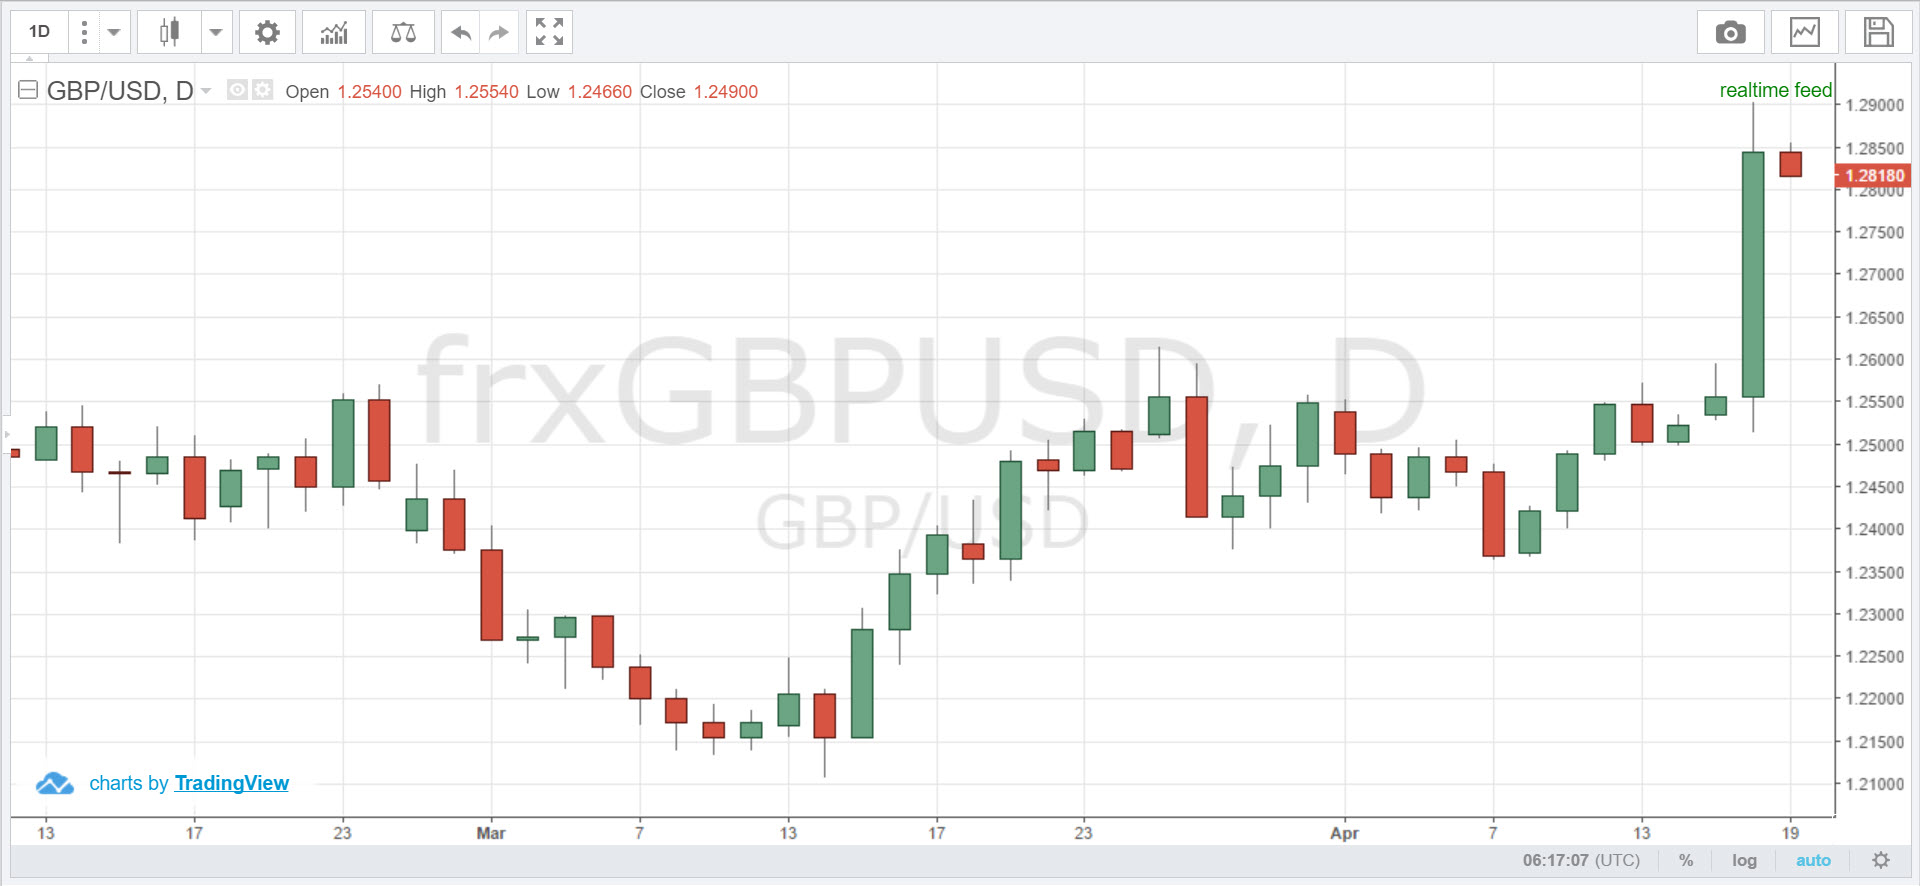 1D
GBP/USD, D Open 1.25400 High 1.25540 Low 1.24660 Close 1.24900
realtime feed
1.29000
1.28500
1.28180
1.28000
1.27500
1.27000
1.26500
1.26000
1.25500
1.25000
1.24500
1.24000
1.23500
1.23000
1.22500
1.22000
1.21500
1.21000
frxGBPUSD, D
GBP/USD
charts by TradingView
13 17 23 Mar 7 13 17 23 Apr 7 13 19
06:17:07 (UTC) % log auto